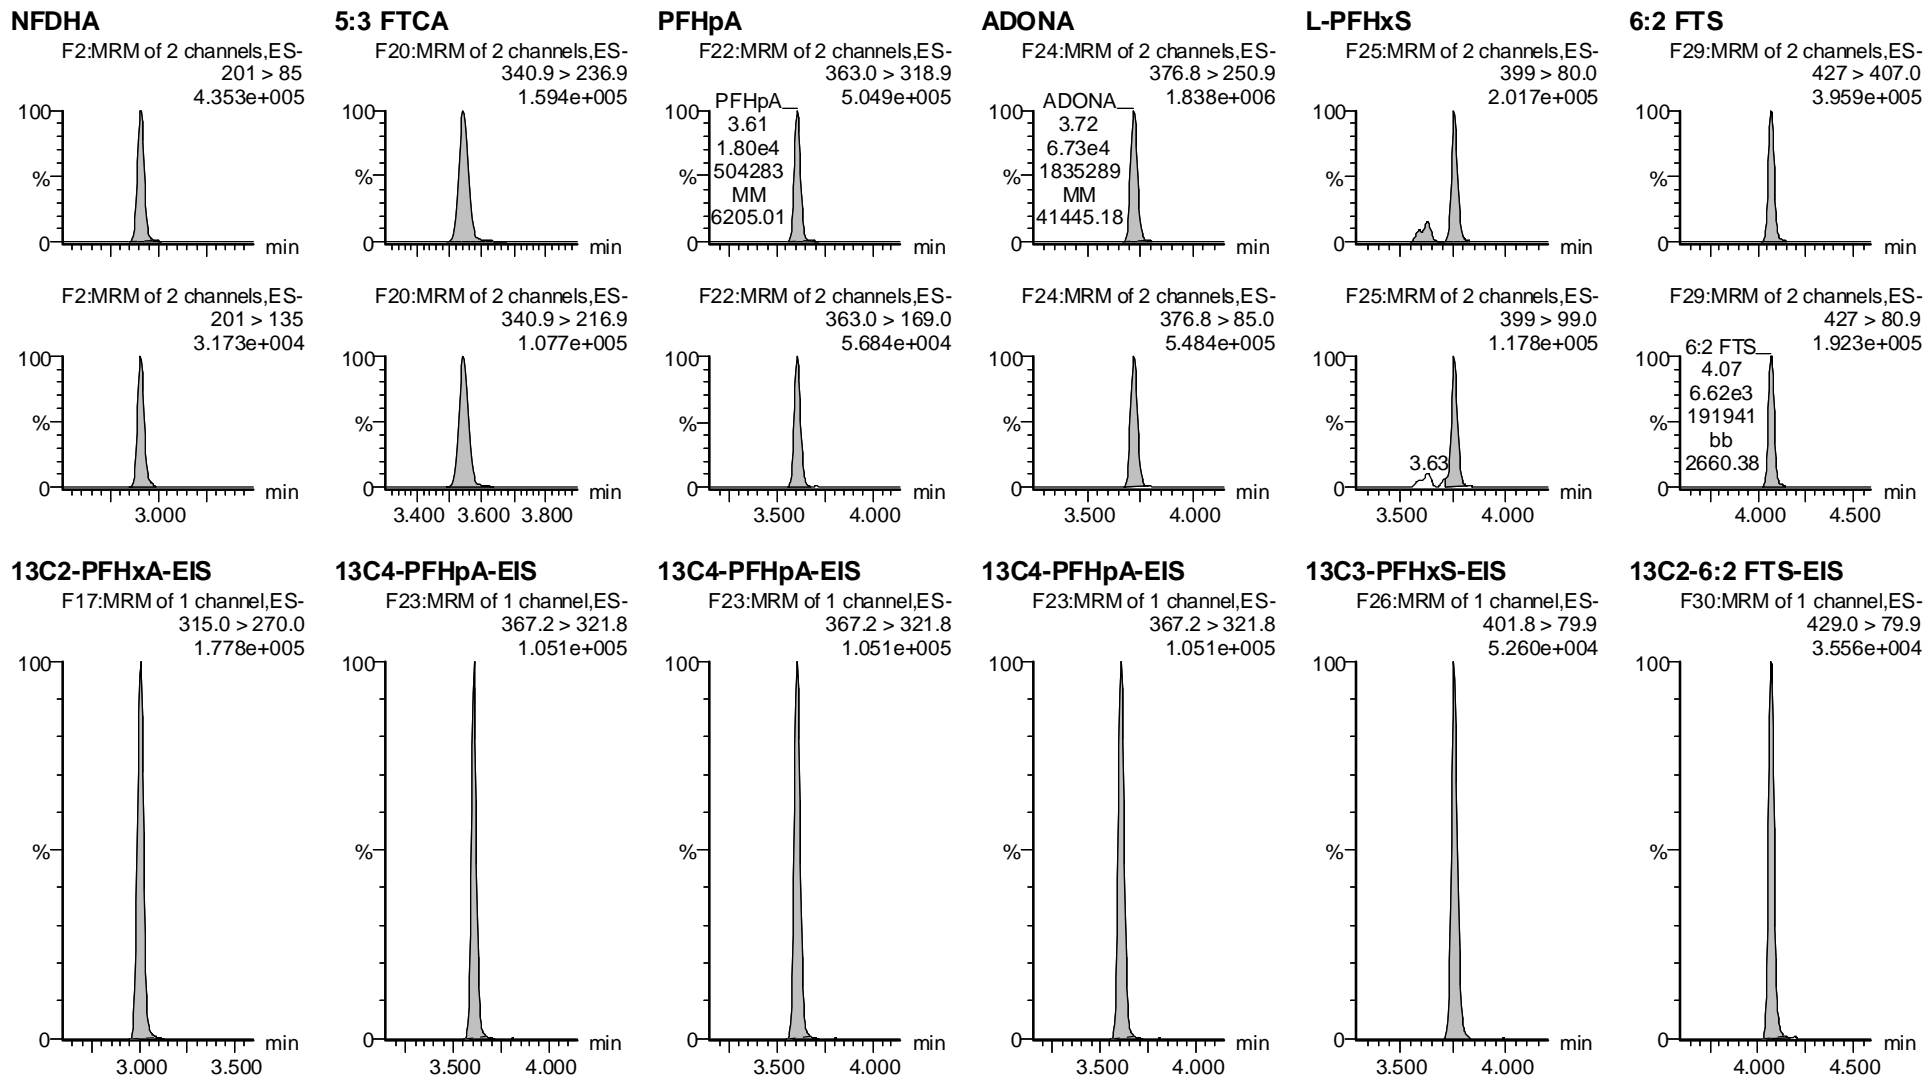 NFDHA
F2:MRM of 2 channels,ES-
201 > 85
4.353e+005
100
%
0
min
5:3 FTCA
F20:MRM of 2 channels,ES-
340.9 > 236.9
1.594e+005
100
%
0
min
PFHpA
F22:MRM of 2 channels,ES-
363.0 > 318.9
5.049e+005
PFHpA
3.61
1.80e4
504283
MM
6205.01
100
%
0
min
ADONA
F24:MRM of 2 channels,ES-
376.8 > 250.9
1.838e+006
ADONA
3.72
6.73e4
1835289
MM
41445.18
100
%
0
min
L-PFHxS
F25:MRM of 2 channels,ES-
399 > 80.0
2.017e+005
100
%
0
min
6:2 FTS
F29:MRM of 2 channels,ES-
427 > 407.0
3.959e+005
100
%
0
min
F2:MRM of 2 channels,ES-
201 > 135
3.173e+004
100
%
0
min
3.000
F20:MRM of 2 channels,ES-
340.9 > 216.9
1.077e+005
100
%
0
min
3.400 3.600 3.800
F22:MRM of 2 channels,ES-
363.0 > 169.0
5.684e+004
100
%
0
min
3.500 4.000
F24:MRM of 2 channels,ES-
376.8 > 85.0
5.484e+005
100
%
0
min
3.500 4.000
F25:MRM of 2 channels,ES-
399 > 99.0
1.178e+005
100
%
3.63
0
min
3.500 4.000
F29:MRM of 2 channels,ES-
427 > 80.9
1.923e+005
6:2 FTS
4.07
6.62e3
191941
bb
2660.38
100
%
0
min
4.000 4.500
13C2-PFHxA-EIS
F17:MRM of 1 channel,ES-
315.0 > 270.0
1.778e+005
100
%
0
min
3.000 3.500
13C4-PFHpA-EIS
F23:MRM of 1 channel,ES-
367.2 > 321.8
1.051e+005
100
%
0
min
3.500 4.000
13C4-PFHpA-EIS
F23:MRM of 1 channel,ES-
367.2 > 321.8
1.051e+005
100
%
0
min
3.500 4.000
13C4-PFHpA-EIS
F23:MRM of 1 channel,ES-
367.2 > 321.8
1.051e+005
100
%
0
min
3.500 4.000
13C3-PFHxS-EIS
F26:MRM of 1 channel,ES-
401.8 > 79.9
5.260e+004
100
%
0
min
3.500 4.000
13C2-6:2 FTS-EIS
F30:MRM of 1 channel,ES-
429.0 > 79.9
3.556e+004
100
%
0
min
4.000 4.500